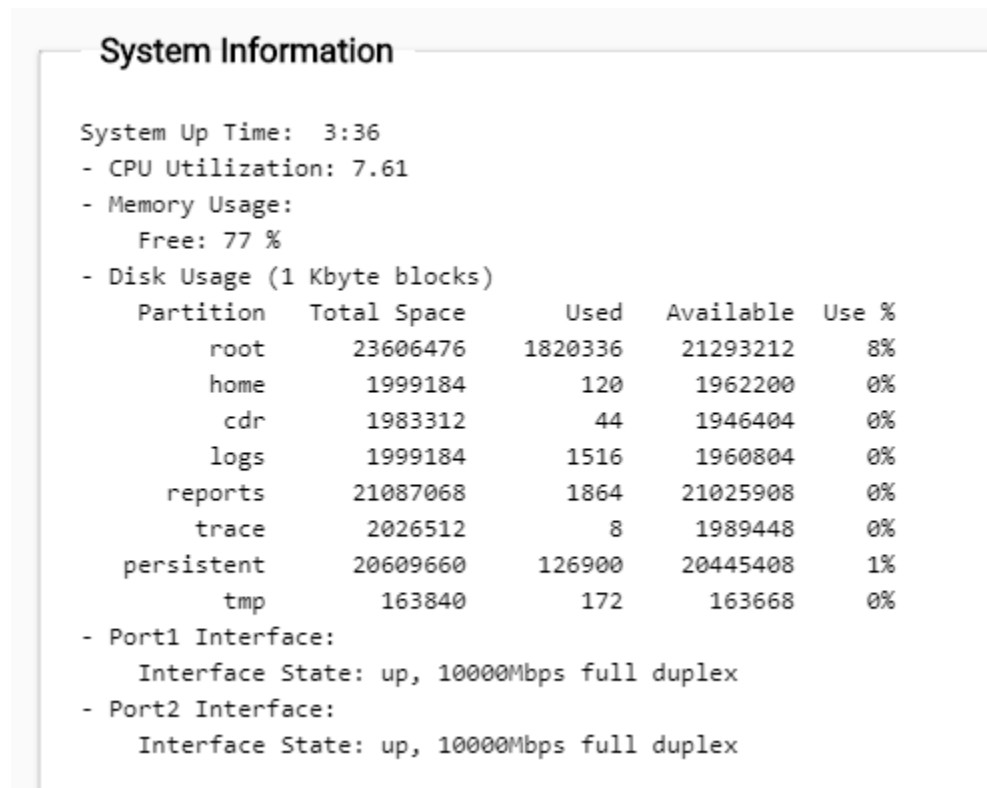 System Information
System Up Time:  3:36
- CPU Utilization: 7.61
- Memory Usage:
    Free: 77 %
- Disk Usage (1 Kbyte blocks)
    Partition   Total Space       Used   Available  Use %
         root      23606476    1820336    21293212     8%
         home       1999184        120     1962200     0%
          cdr       1983312         44     1946404     0%
         logs       1999184       1516     1960804     0%
      reports      21087068       1864    21025908     0%
        trace       2026512          8     1989448     0%
   persistent      20609660     126900    20445408     1%
          tmp        163840        172      163668     0%
- Port1 Interface:
    Interface State: up, 10000Mbps full duplex
- Port2 Interface:
    Interface State: up, 10000Mbps full duplex